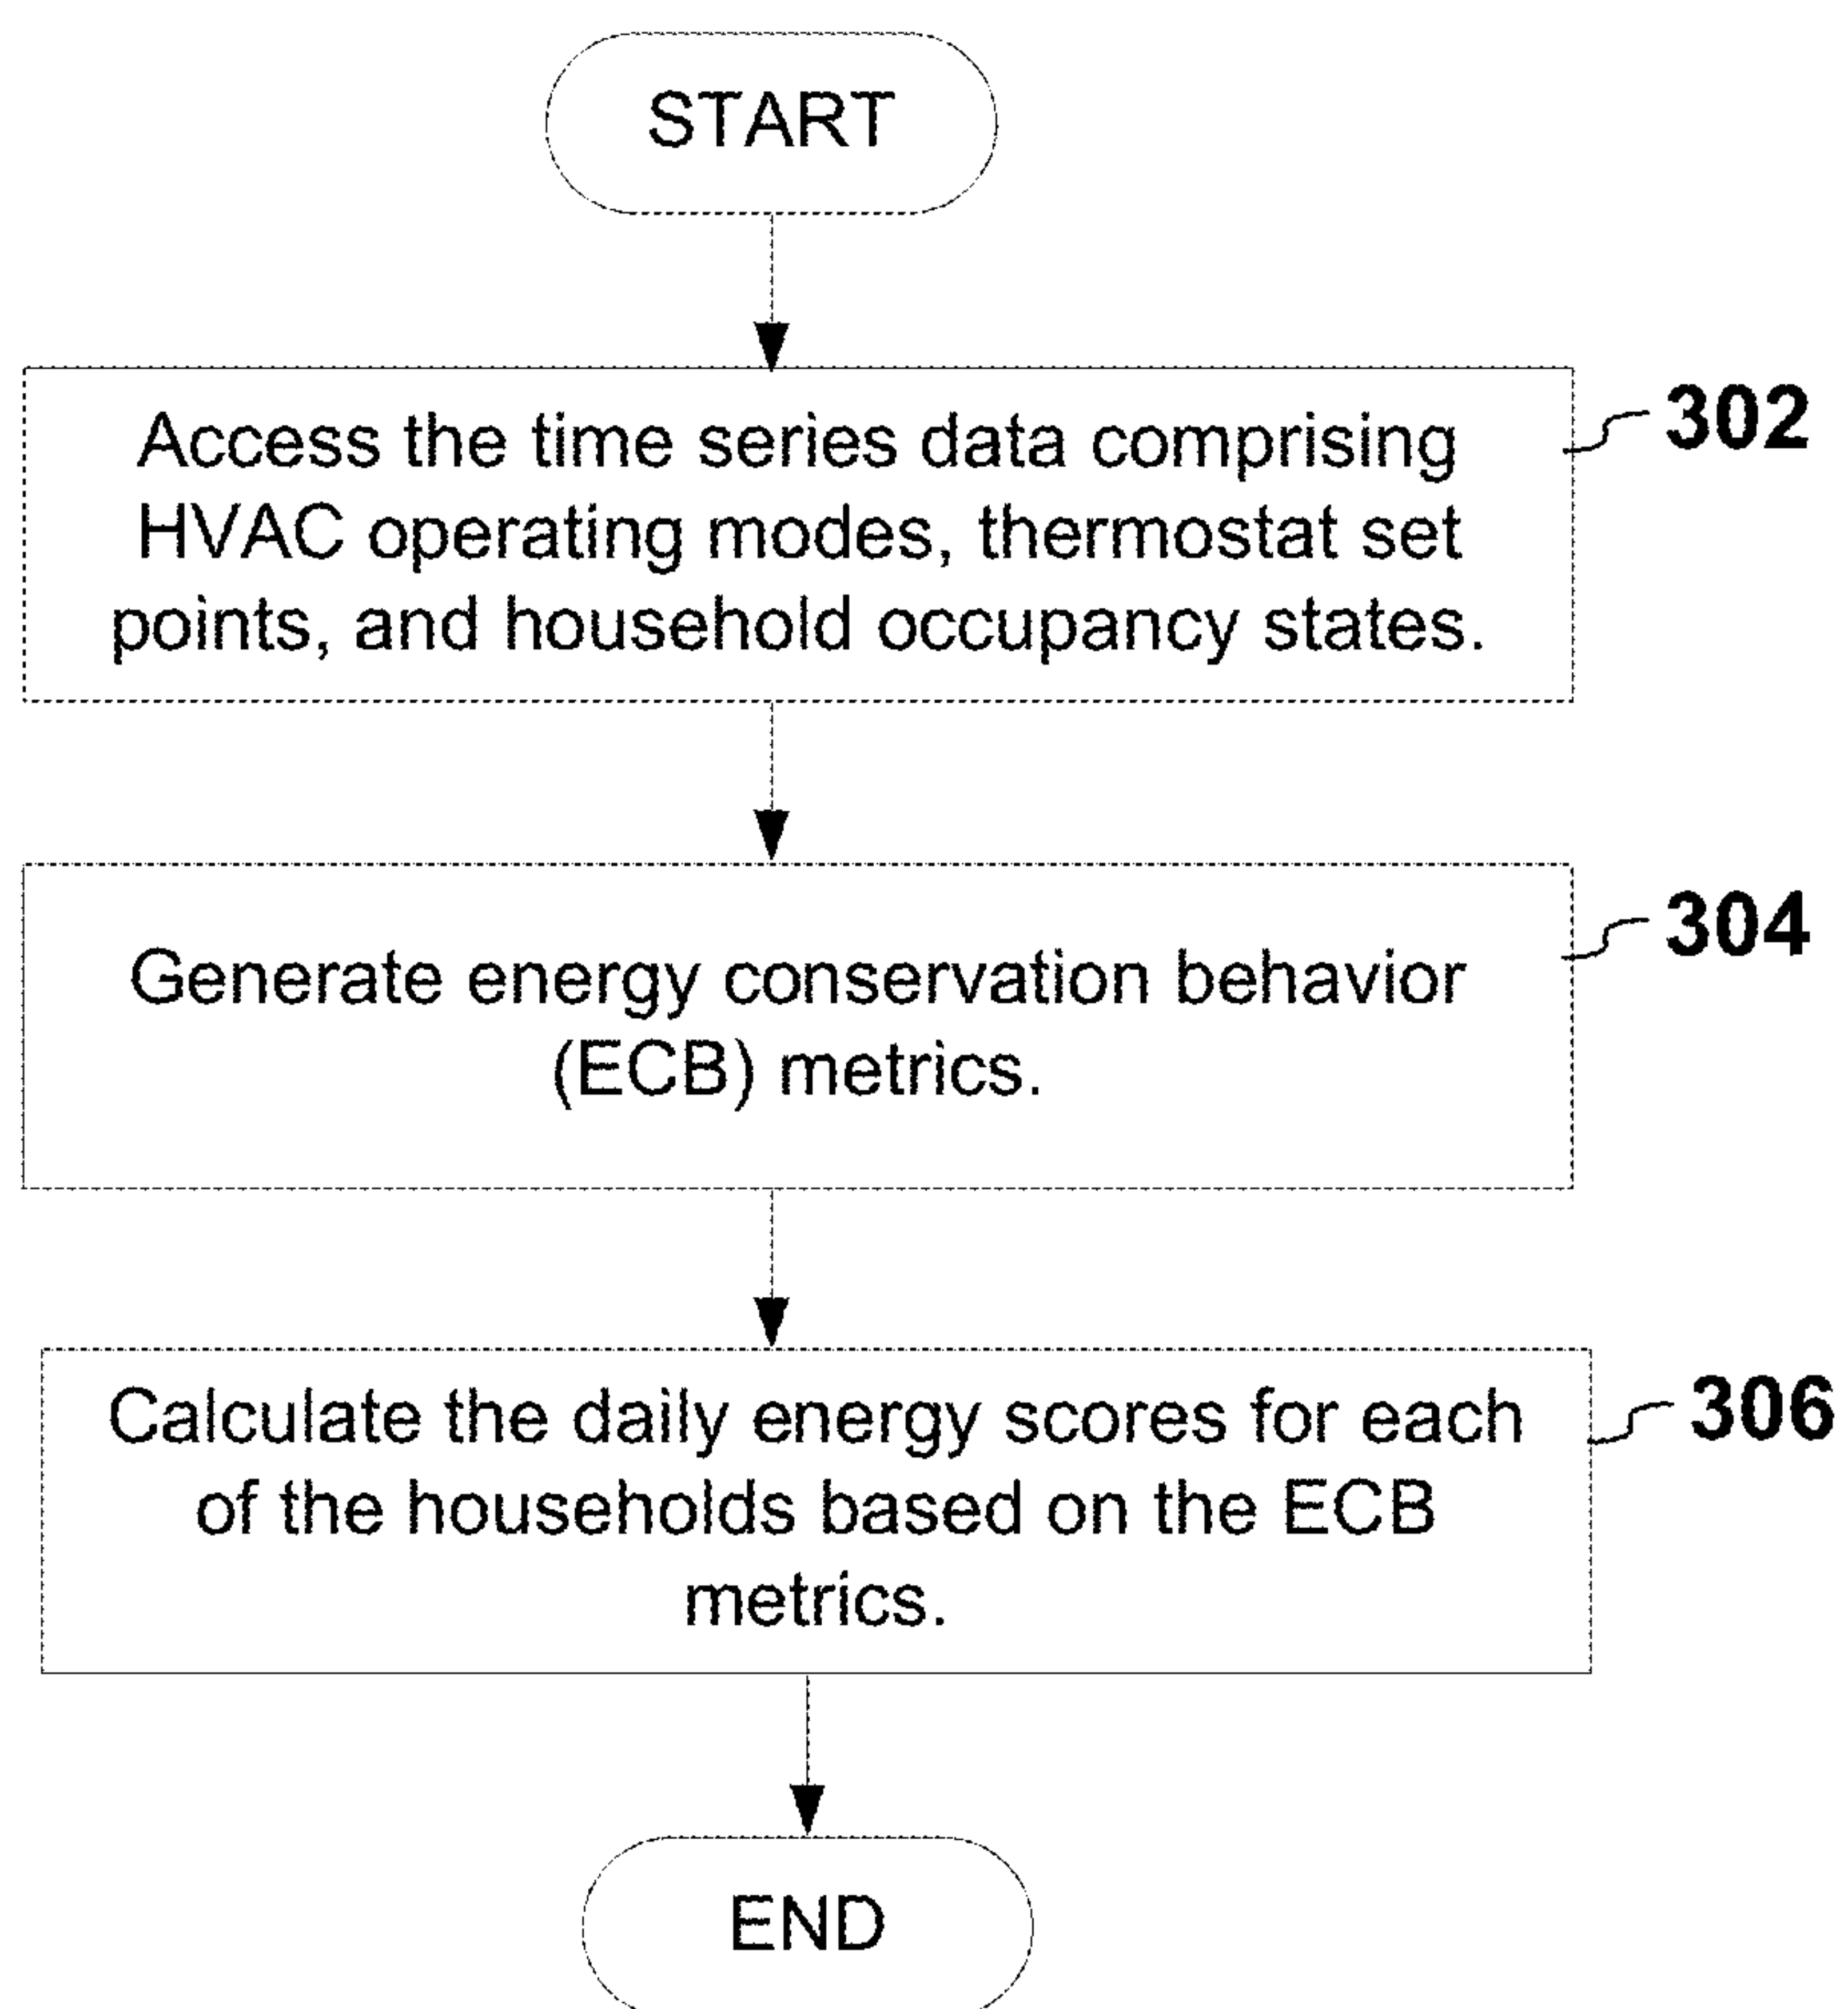 START
Access the time series data comprising
HVAC operating modes, thermostat set
points, and household occupancy states.
302
Generate energy conservation behavior
(ECB) metrics.
304
Calculate the daily energy scores for each
of the households based on the ECB
metrics.
306
END